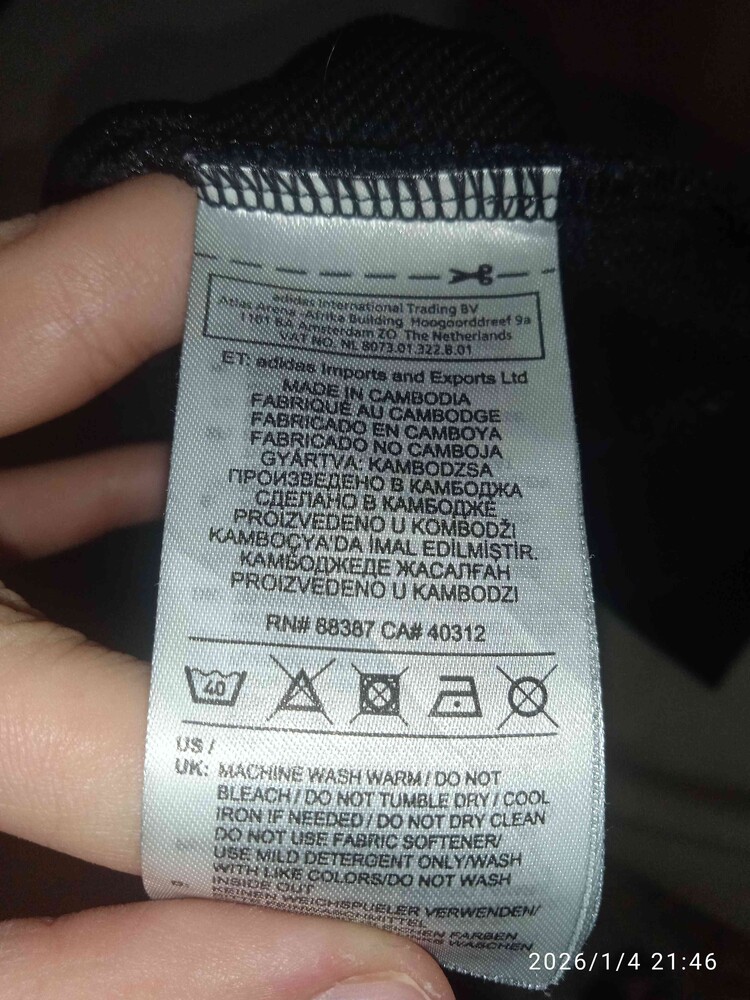 adidas International Trading BV
Atlas Arena -Afrika Building Hoogoorddreef 9a
1101 BA Amsterdam ZO The Netherlands
VAT NO. NL 8073.01.322.B.01
ET: adidas Imports and Exports Ltd
MADE IN CAMBODIA
FABRIQUÉ AU CAMBODGE
FABRICADO EN CAMBOYA
FABRICADO NO CAMBOJA
GYÁRTVA: KAMBODZSA
ПРОИЗВЕДЕНО В КАМБОДЖА
СДЕЛАНО В КАМБОДЖЕ
PROIZVEDENO U KOMBODŽI
KAMBOÇYA'DA İMAL EDİLMİŞTİR.
КАМБОДЖЕДЕ ЖАСАЛҒАН
PROIZVEDENO U KAMBODZI
RN# 88387 CA# 40312
40
US /
UK: MACHINE WASH WARM / DO NOT
BLEACH / DO NOT TUMBLE DRY / COOL
IRON IF NEEDED / DO NOT DRY CLEAN
DO NOT USE FABRIC SOFTENER/
USE MILD DETERGENT ONLY/WASH
WITH LIKE COLORS/DO NOT WASH
INSIDE OUT
KEINEN WEICHSPUELER VERWENDEN/
FARBEN
WASCHEN
2026/1/4 21:46